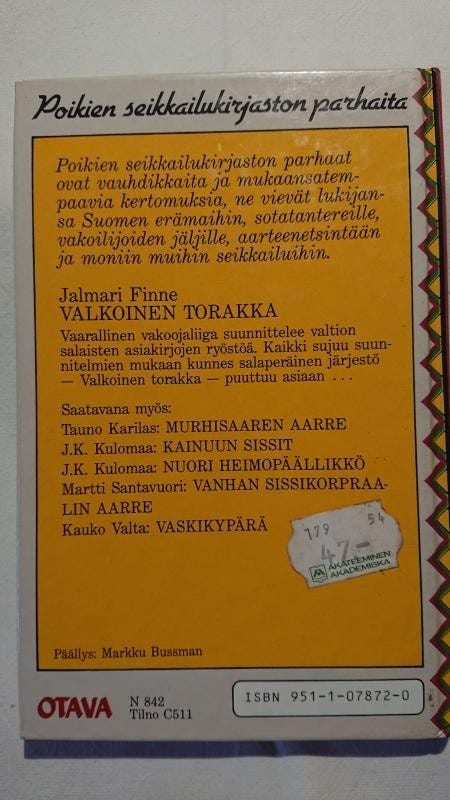 Poikien seikkailukirjaston parhaita
Poikien seikkailukirjaston parhaat
ovat vauhdikkaita ja mukaansatem-
paavia kertomuksia, ne vievät lukijan-
sa Suomen erämaihin, sotatantereille,
vakoilijoiden jäljille, aarteenetsintään
ja moniin muihin seikkailuihin.
Jalmari Finne
VALKOINEN TORAKKA
Vaarallinen vakoojaliiga suunnittelee valtion
salaisten asiakirjojen ryöstöä. Kaikki sujuu suun-
nitelmien mukaan kunnes salaperäinen järjestö
— Valkoinen torakka — puuttuu asiaan ...
Saatavana myös:
Tauno Karilas: MURHISAAREN AARRE
J.K. Kulomaa: KAINUUN SISSIT
J.K. Kulomaa: NUORI HEIMOPÄÄLLIKKÖ
Martti Santavuori: VANHAN SISSIKORPRAA-
LIN AARRE
Kauko Valta: VASKIKYPÄRÄ
179 54
47.-
AKATEEMINEN
AKADEMISKA
Päällys: Markku Bussman
OTAVA
N 842
Tilno C511
ISBN 951-1-07872-0